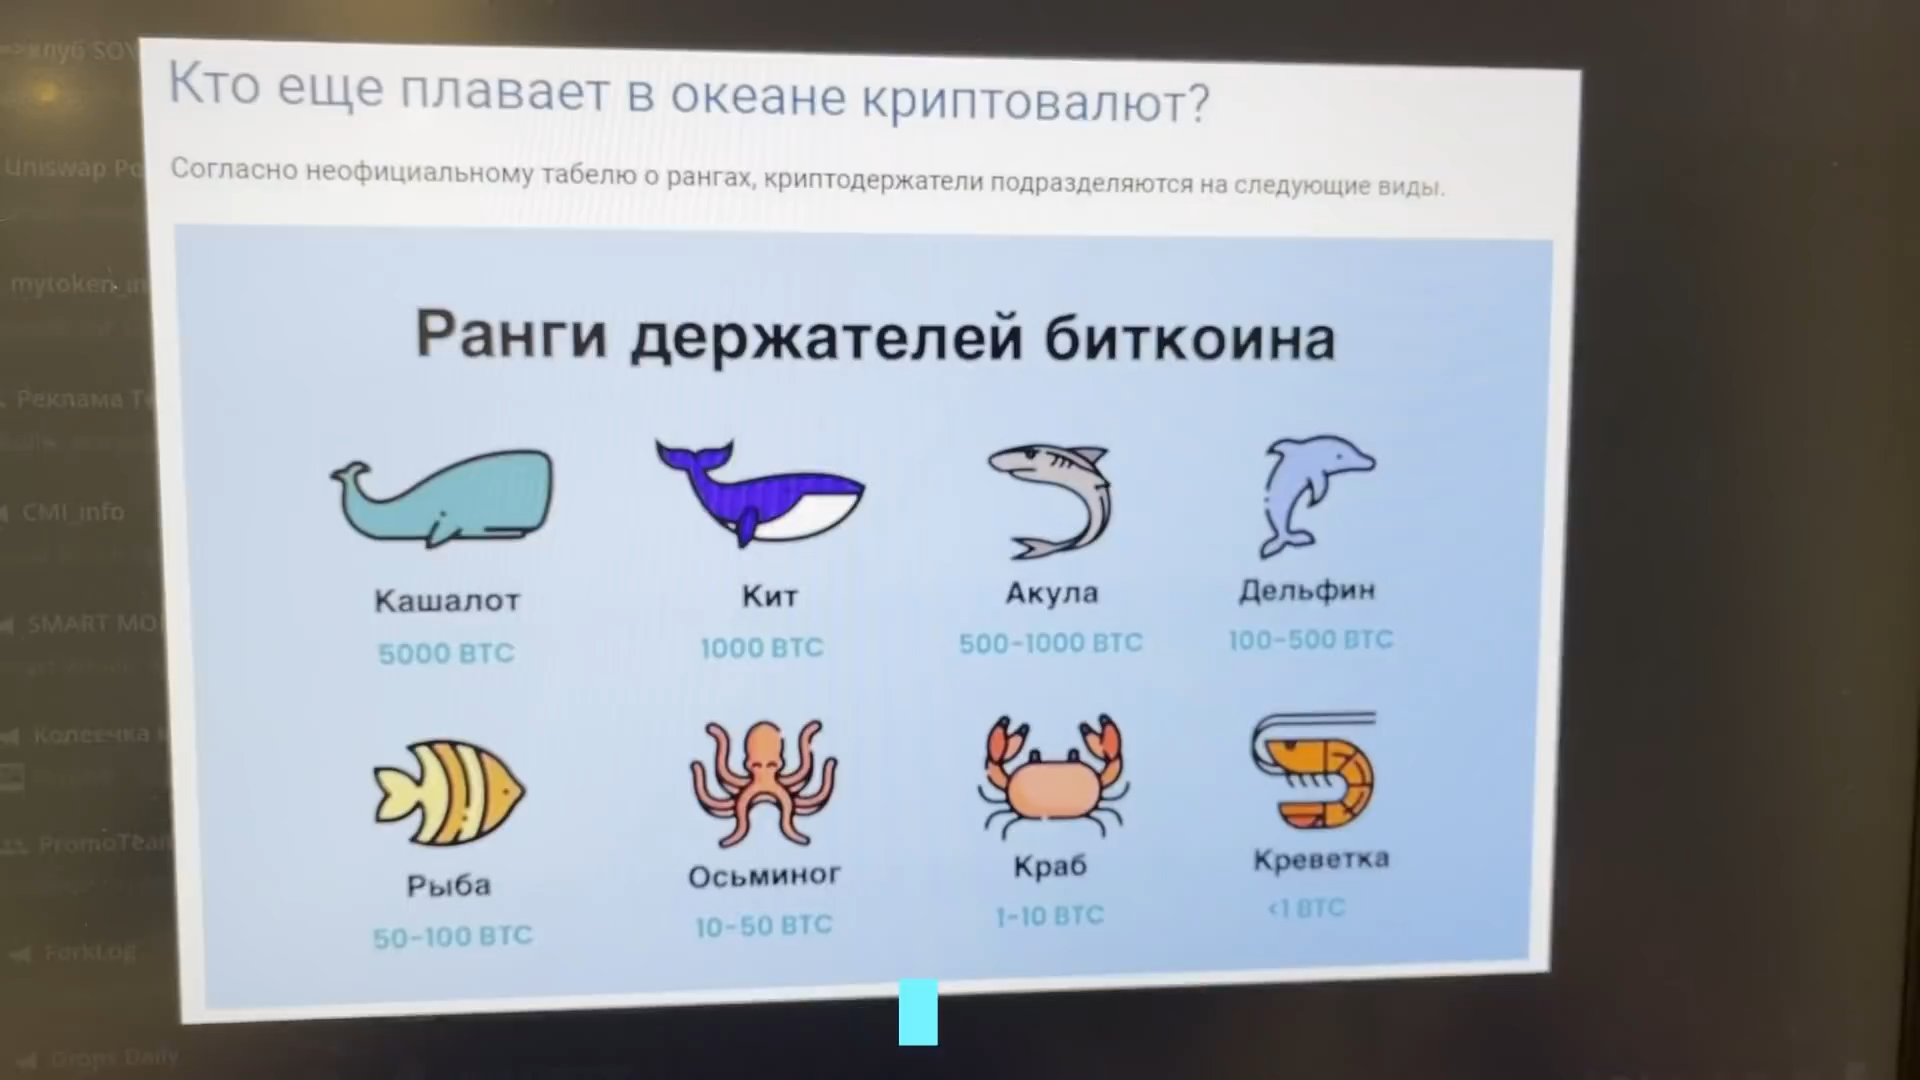 Кто еще плавает в океане криптовалют?
Согласно неофициальному табелю о рангах, криптодержатели подразделяются на следующие виды.
Ранги держателей биткоина
Кашалот
5000 BTC
Кит
1000 BTC
Акула
500-1000 BTC
Дельфин
100-500 BTC
Рыба
50-100 BTC
Осьминог
10-50 BTC
Краб
1-10 BTC
Креветка
<1 BTC
клуб
Uniswap
Реклама
CMI_info
SMART
ForkLog
Drops Daily